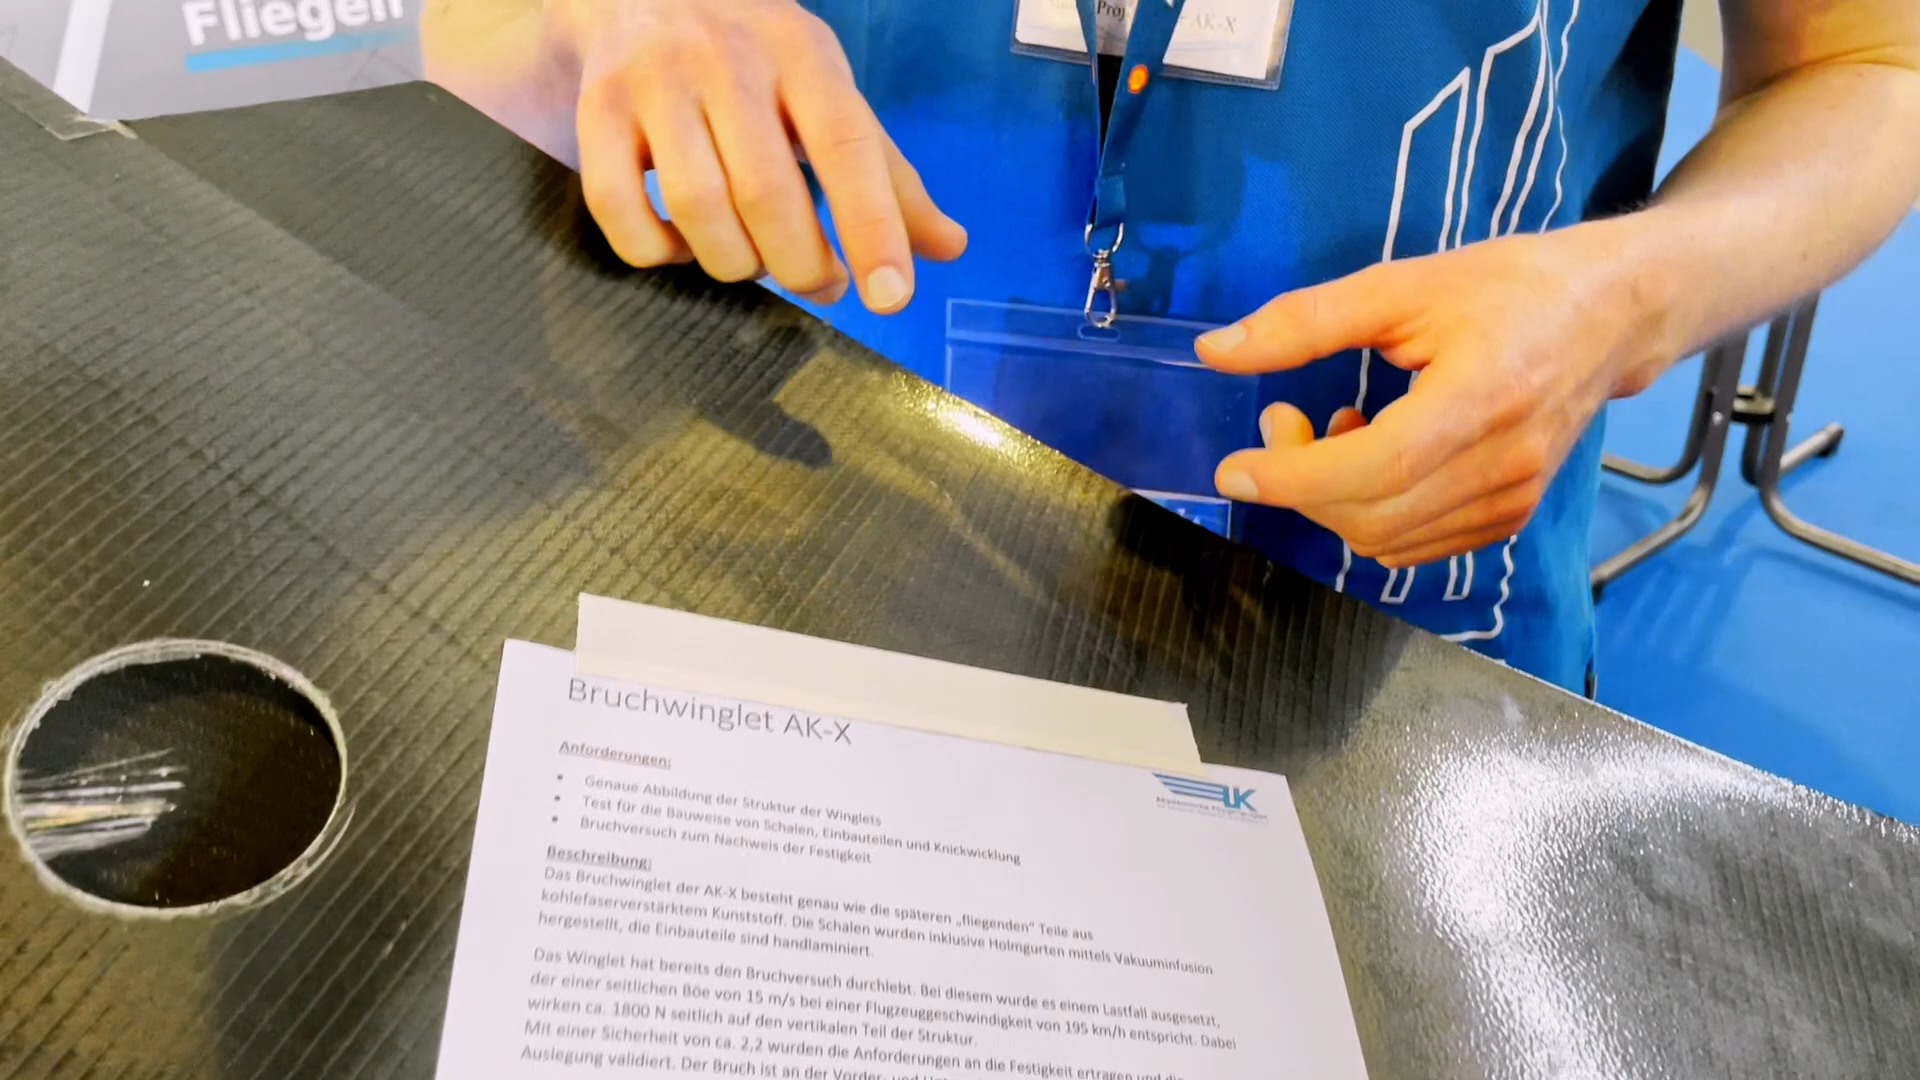 Fliegen
AK-X
Bruchwinglet AK-X
Anforderungen:
• Genaue Abbildung der Struktur der Winglets
• Test für die Bauweise von Schalen, Einbauteilen und Knickwicklung
• Bruchversuch zum Nachweis der Festigkeit
AK
Beschreibung:
Das Bruchwinglet der AK-X besteht genau wie die späteren „fliegenden“ Teile aus
kohlefaserverstärktem Kunststoff. Die Schalen wurden inklusive Holmgurten mittels Vakuuminfusion
hergestellt, die Einbauteile sind handlaminiert.
Das Winglet hat bereits den Bruchversuch durchlebt. Bei diesem wurde es einem Lastfall ausgesetzt,
der einer seitlichen Böe von 15 m/s bei einer Fluggeschwindigkeit von 195 km/h entspricht. Dabei
wirken ca. 1800 N seitlich auf den vertikalen Teil der Struktur.
Mit einer Sicherheit von ca. 2,2 wurden die Anforderungen an die Festigkeit ertragen und die
Auslegung validiert. Der Bruch ist an der Vorder- und